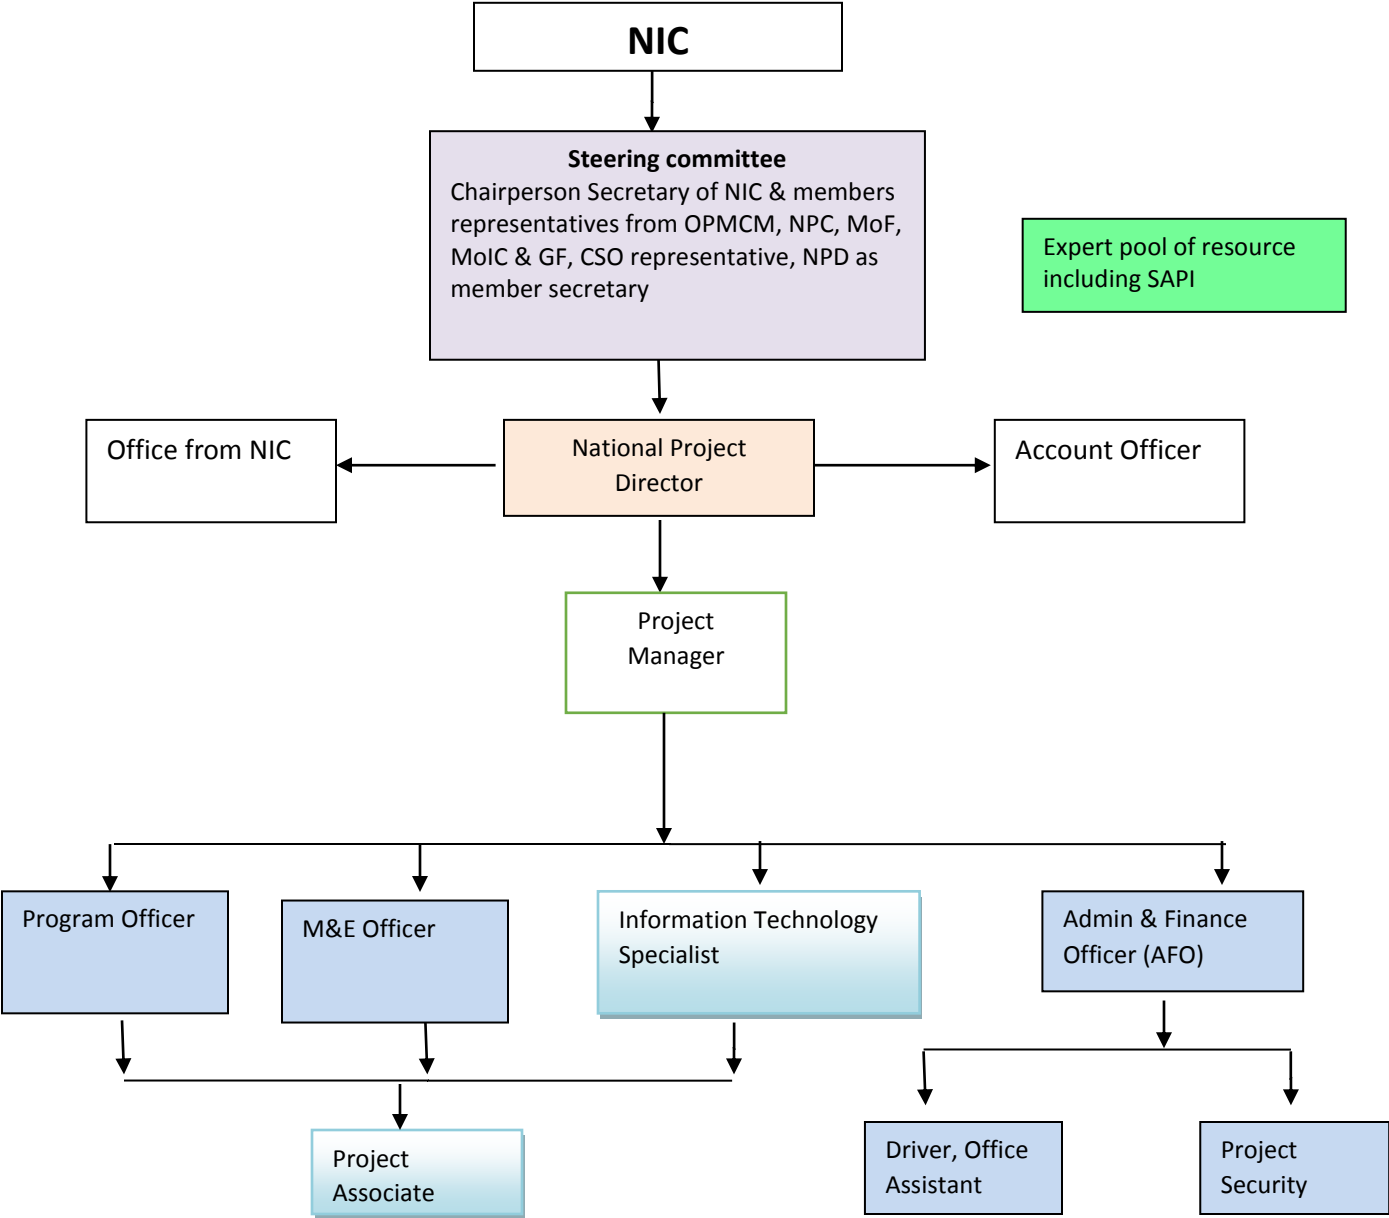 NIC
Steering committee
Chairperson Secretary of NIC & members
representatives from OPMCM, NPC, MoF,
MoIC & GF, CSO representative, NPD as
member secretary
Expert pool of resource
including SAPI
Office from NIC
National Project
Director
Account Officer
Project
Manager
Program Officer
M&E Officer
Information Technology
Specialist
Admin & Finance
Officer (AFO)
Project
Associate
Driver, Office
Assistant
Project
Security